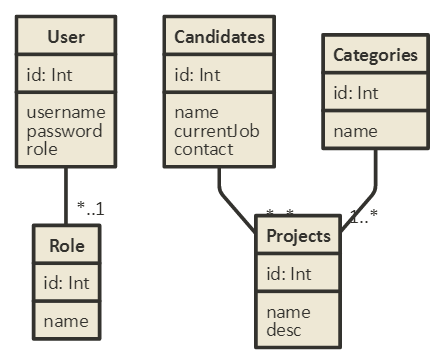 User
id: Int
username
password
role
Candidates
id: Int
name
currentJob
contact
Categories
id: Int
name
*..1
*..*
1..*
Role
id: Int
name
Projects
id: Int
name
desc